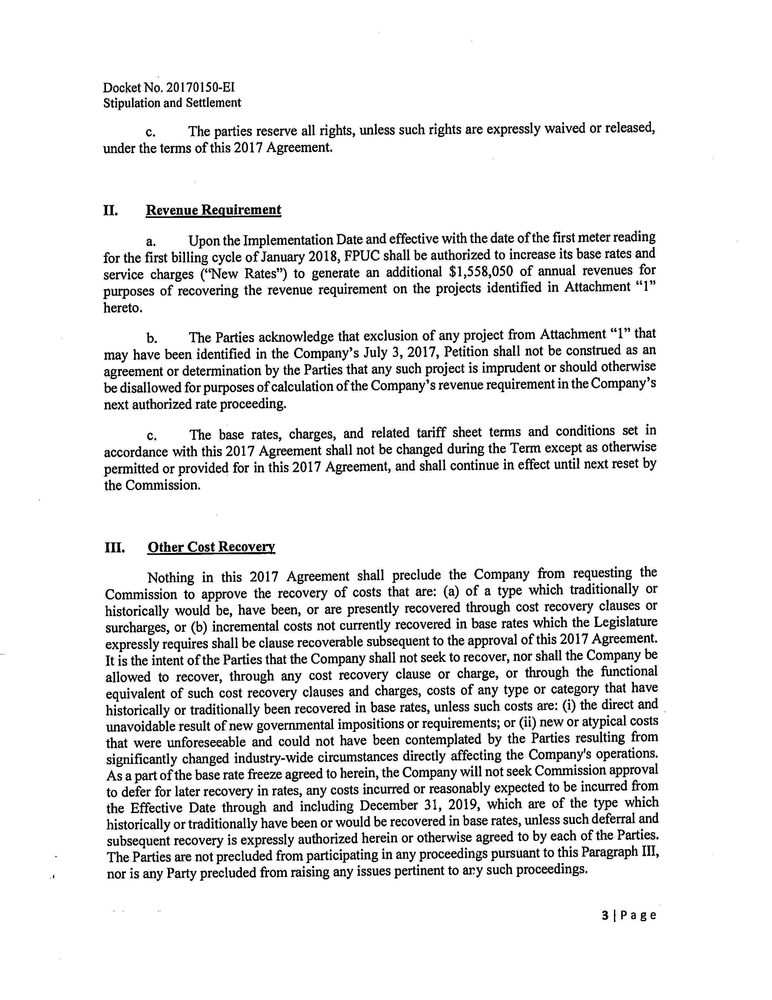 Docket No. 20170150-EI
Stipulation and Settlement
c. The parties reserve all rights, unless such rights are expressly waived or released,
under the terms of this 2017 Agreement.
II. Revenue Requirement
a. Upon the Implementation Date and effective with the date of the first meter reading
for the first billing cycle of January 2018, FPUC shall be authorized to increase its base rates and
service charges (“New Rates”) to generate an additional $1,558,050 of annual revenues for
purposes of recovering the revenue requirement on the projects identified in Attachment “1”
hereto.
b. The Parties acknowledge that exclusion of any project from Attachment “1” that
may have been identified in the Company’s July 3, 2017, Petition shall not be construed as an
agreement or determination by the Parties that any such project is imprudent or should otherwise
be disallowed for purposes of calculation of the Company’s revenue requirement in the Company’s
next authorized rate proceeding.
c. The base rates, charges, and related tariff sheet terms and conditions set in
accordance with this 2017 Agreement shall not be changed during the Term except as otherwise
permitted or provided for in this 2017 Agreement, and shall continue in effect until next reset by
the Commission.
III. Other Cost Recovery
Nothing in this 2017 Agreement shall preclude the Company from requesting the
Commission to approve the recovery of costs that are: (a) of a type which traditionally or
historically would be, have been, or are presently recovered through cost recovery clauses or
surcharges, or (b) incremental costs not currently recovered in base rates which the Legislature
expressly requires shall be clause recoverable subsequent to the approval of this 2017 Agreement.
It is the intent of the Parties that the Company shall not seek to recover, nor shall the Company be
allowed to recover, through any cost recovery clause or charge, or through the functional
equivalent of such cost recovery clauses and charges, costs of any type or category that have
historically or traditionally been recovered in base rates, unless such costs are: (i) the direct and
unavoidable result of new governmental impositions or requirements; or (ii) new or atypical costs
that were unforeseeable and could not have been contemplated by the Parties resulting from
significantly changed industry-wide circumstances directly affecting the Company's operations.
As a part of the base rate freeze agreed to herein, the Company will not seek Commission approval
to defer for later recovery in rates, any costs incurred or reasonably expected to be incurred from
the Effective Date through and including December 31, 2019, which are of the type which
historically or traditionally have been or would be recovered in base rates, unless such deferral and
subsequent recovery is expressly authorized herein or otherwise agreed to by each of the Parties.
The Parties are not precluded from participating in any proceedings pursuant to this Paragraph III,
nor is any Party precluded from raising any issues pertinent to any such proceedings.
3 | Page